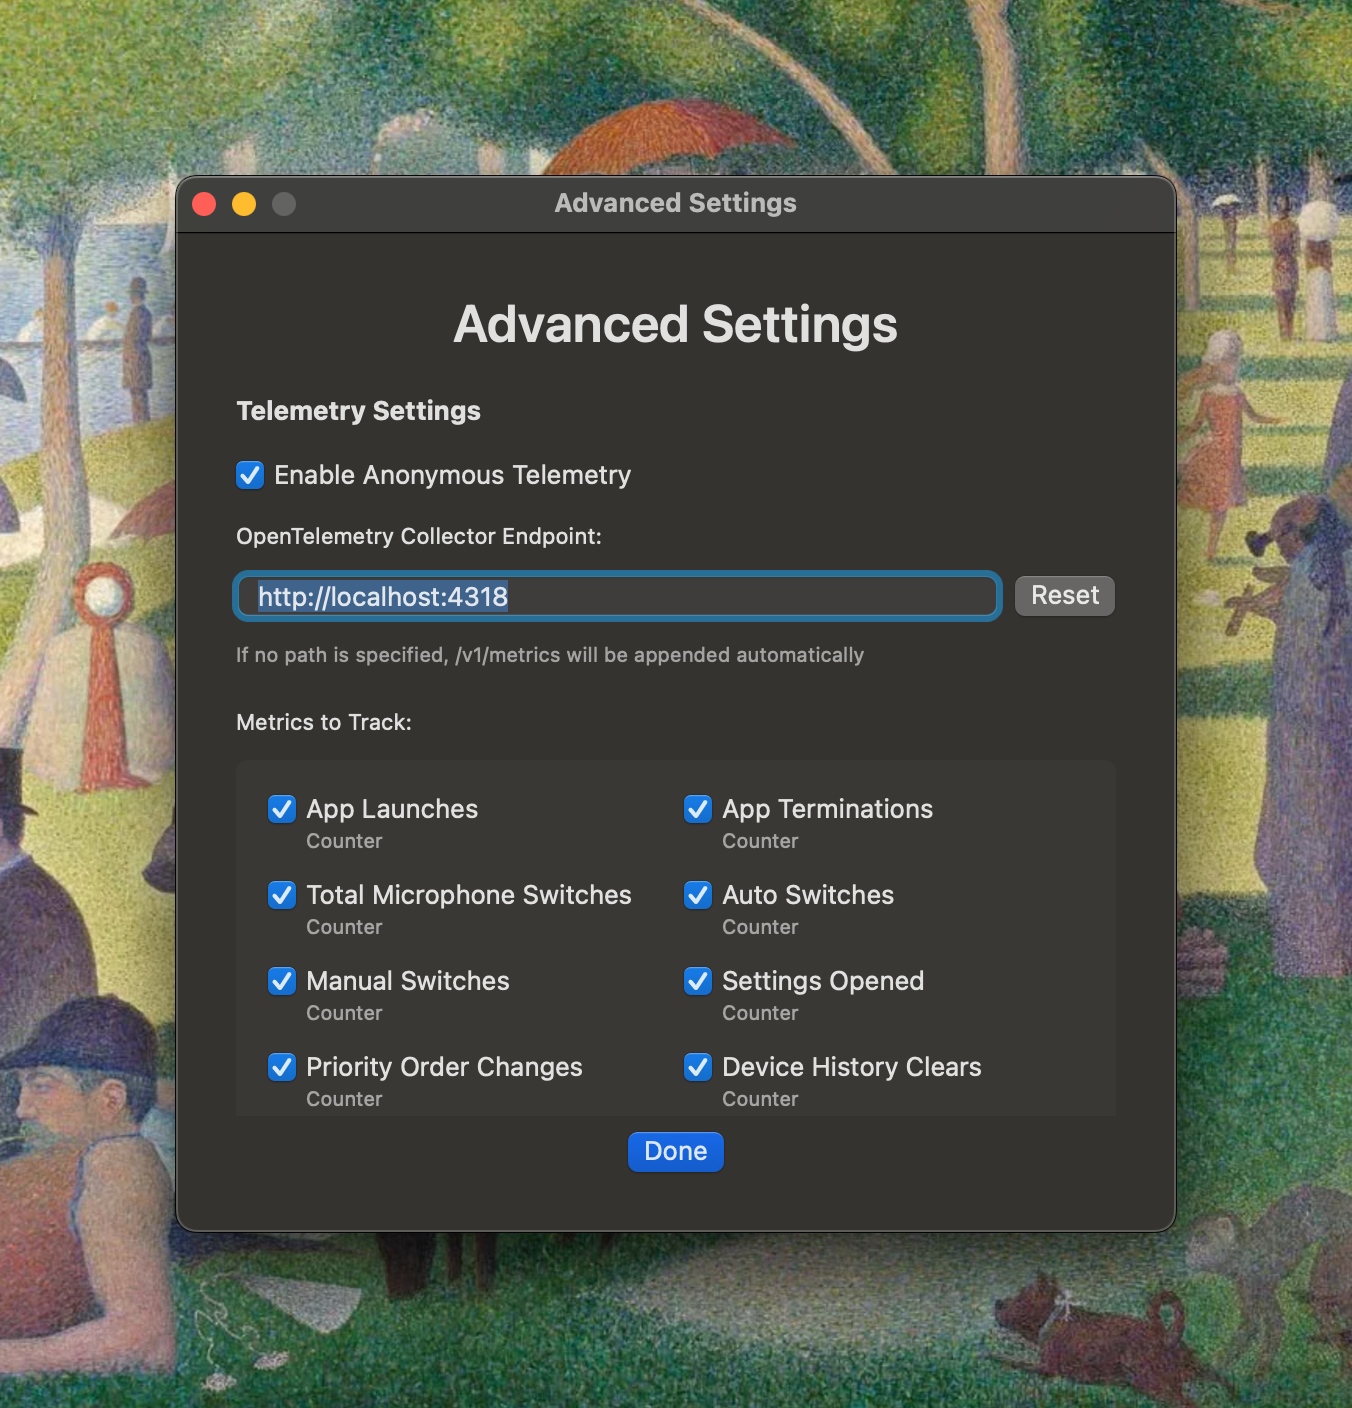 Advanced Settings
Advanced Settings
Telemetry Settings
Enable Anonymous Telemetry
OpenTelemetry Collector Endpoint:
http://localhost:4318
Reset
If no path is specified, /v1/metrics will be appended automatically
Metrics to Track:
App Launches
Counter
App Terminations
Counter
Total Microphone Switches
Counter
Auto Switches
Counter
Manual Switches
Counter
Settings Opened
Counter
Priority Order Changes
Counter
Device History Clears
Counter
Done